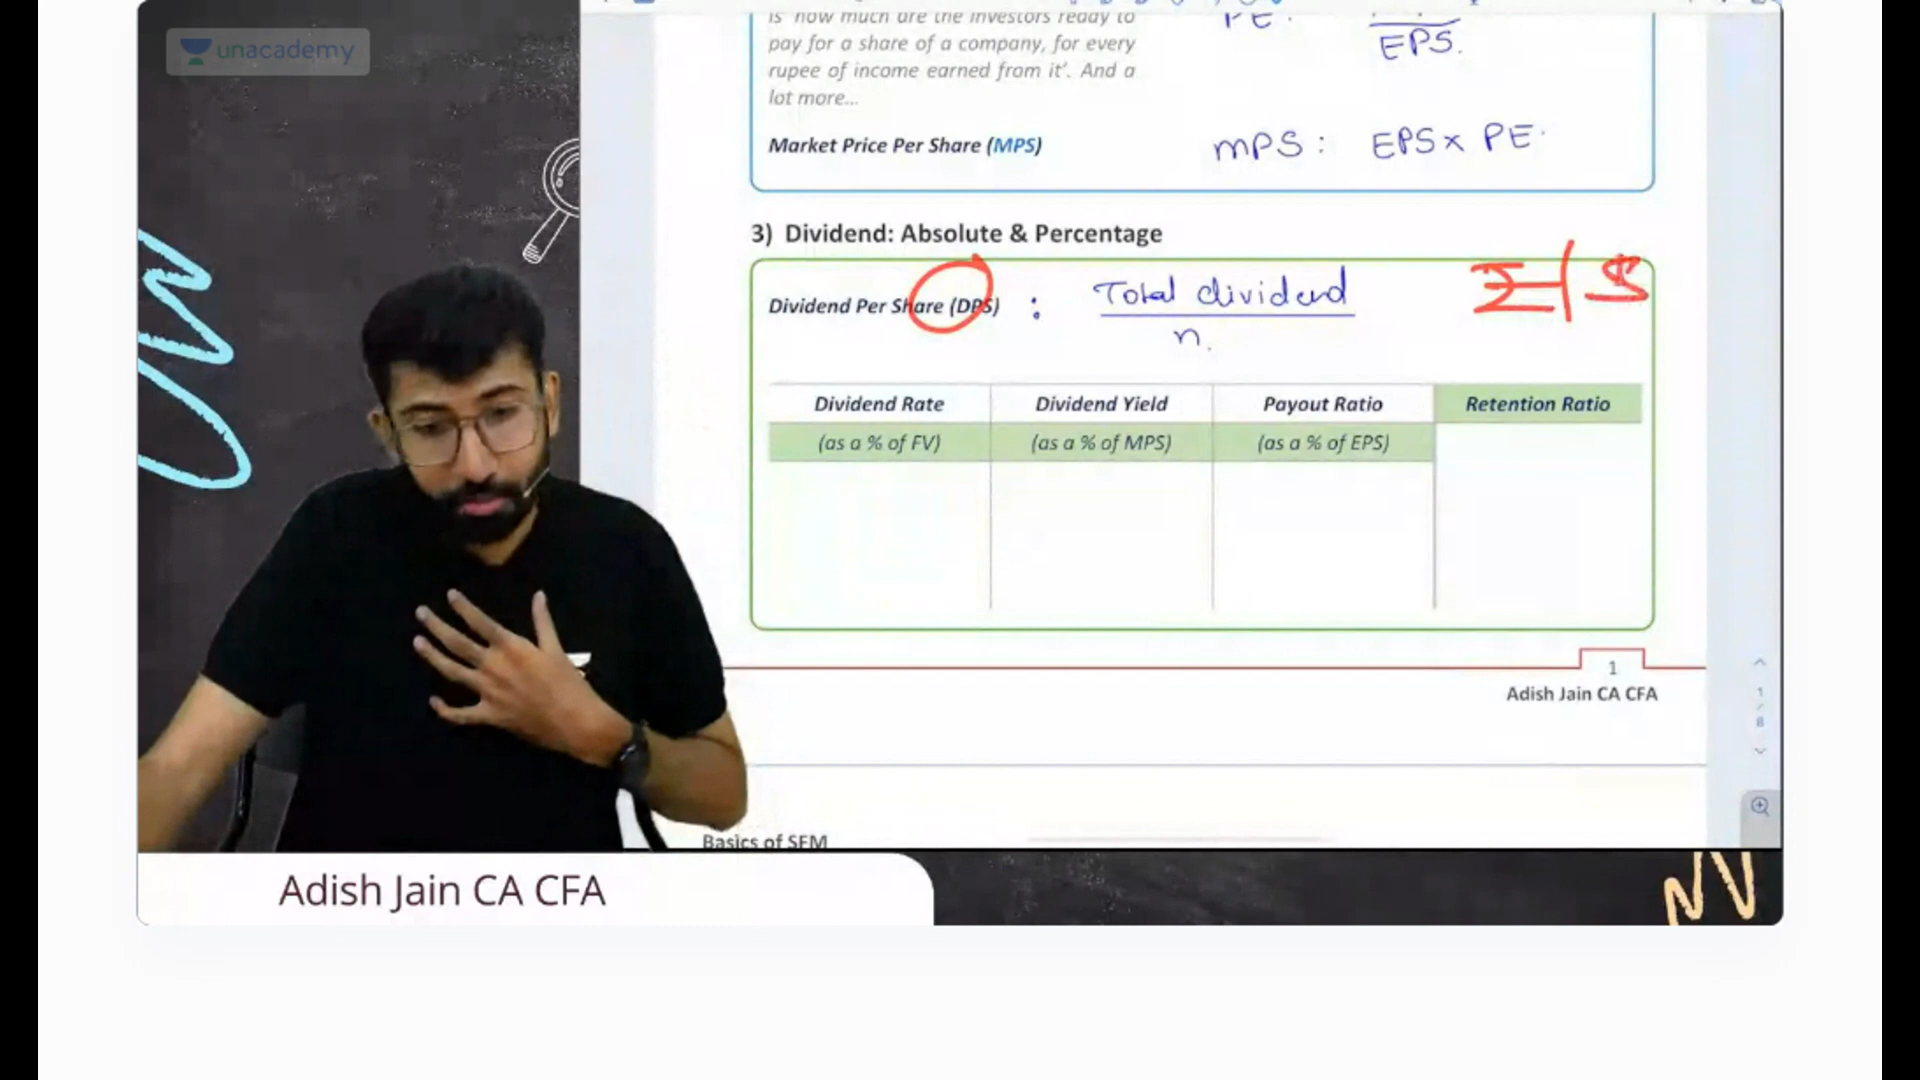 unacademy
is 'how much are the investors ready to
pay for a share of a company, for every
rupee of income earned from it'. And a
lot more...
PE:
EPS.
Market Price Per Share (MPS)
MPS: EPS x PE.
3) Dividend: Absolute & Percentage
Dividend Per Share (DPS) : Total dividend
n.
Dividend Rate Dividend Yield Payout Ratio Retention Ratio
(as a % of FV) (as a % of MPS) (as a % of EPS)
1
Adish Jain CA CFA
1
/
8
Basics of SFM
Adish Jain CA CFA